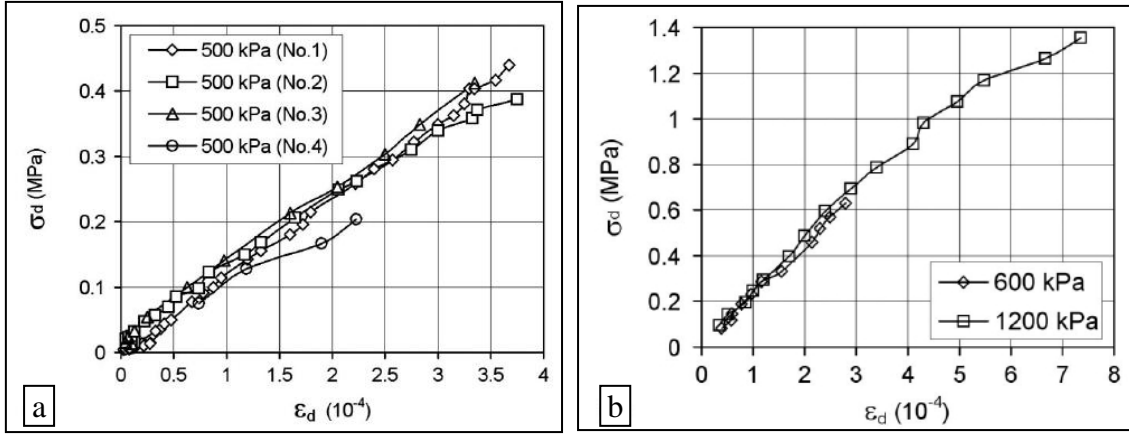 0.5
0.4
0.3
0.2
0.1
0
σd (MPa)
500 kPa (No.1)
500 kPa (No.2)
500 kPa (No.3)
500 kPa (No.4)
0 0.5 1 1.5 2 2.5 3 3.5 4
εd (10-4)
a
1.4
1.2
1
0.8
0.6
0.4
0.2
0
σd (MPa)
600 kPa
1200 kPa
0 1 2 3 4 5 6 7 8
εd (10-4)
b